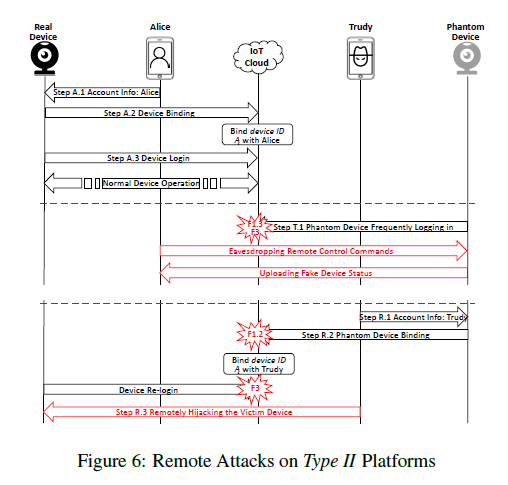 Real
Device
Alice
IoT
Cloud
Trudy
Phantom
Device
Step A.1 Account Info: Alice
Step A.2 Device Binding
Bind device ID
A with Alice
Step A.3 Device Login
Normal Device Operation
F1.3
F3
Step T.1 Phantom Device Frequently Logging in
Eavesdropping Remote Control Commands
Uploading Fake Device Status
Step R.1 Account Info: Trudy
F1.2
Step R.2 Phantom Device Binding
Bind device ID
A with Trudy
Device Re-login
F3
Step R.3 Remotely Hijacking the Victim Device
Figure 6: Remote Attacks on Type II Platforms